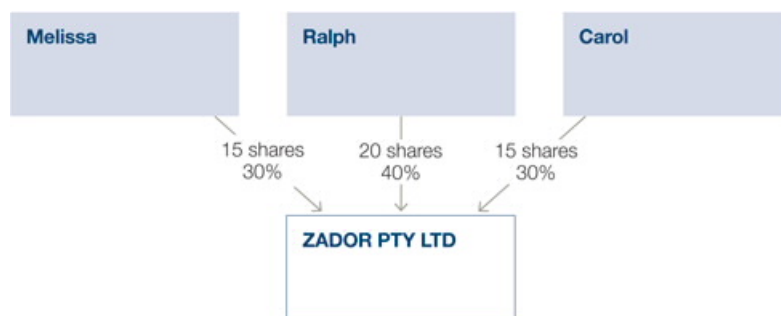 Melissa
Ralph
Carol
15 shares
30%
20 shares
40%
15 shares
30%
ZADOR PTY LTD